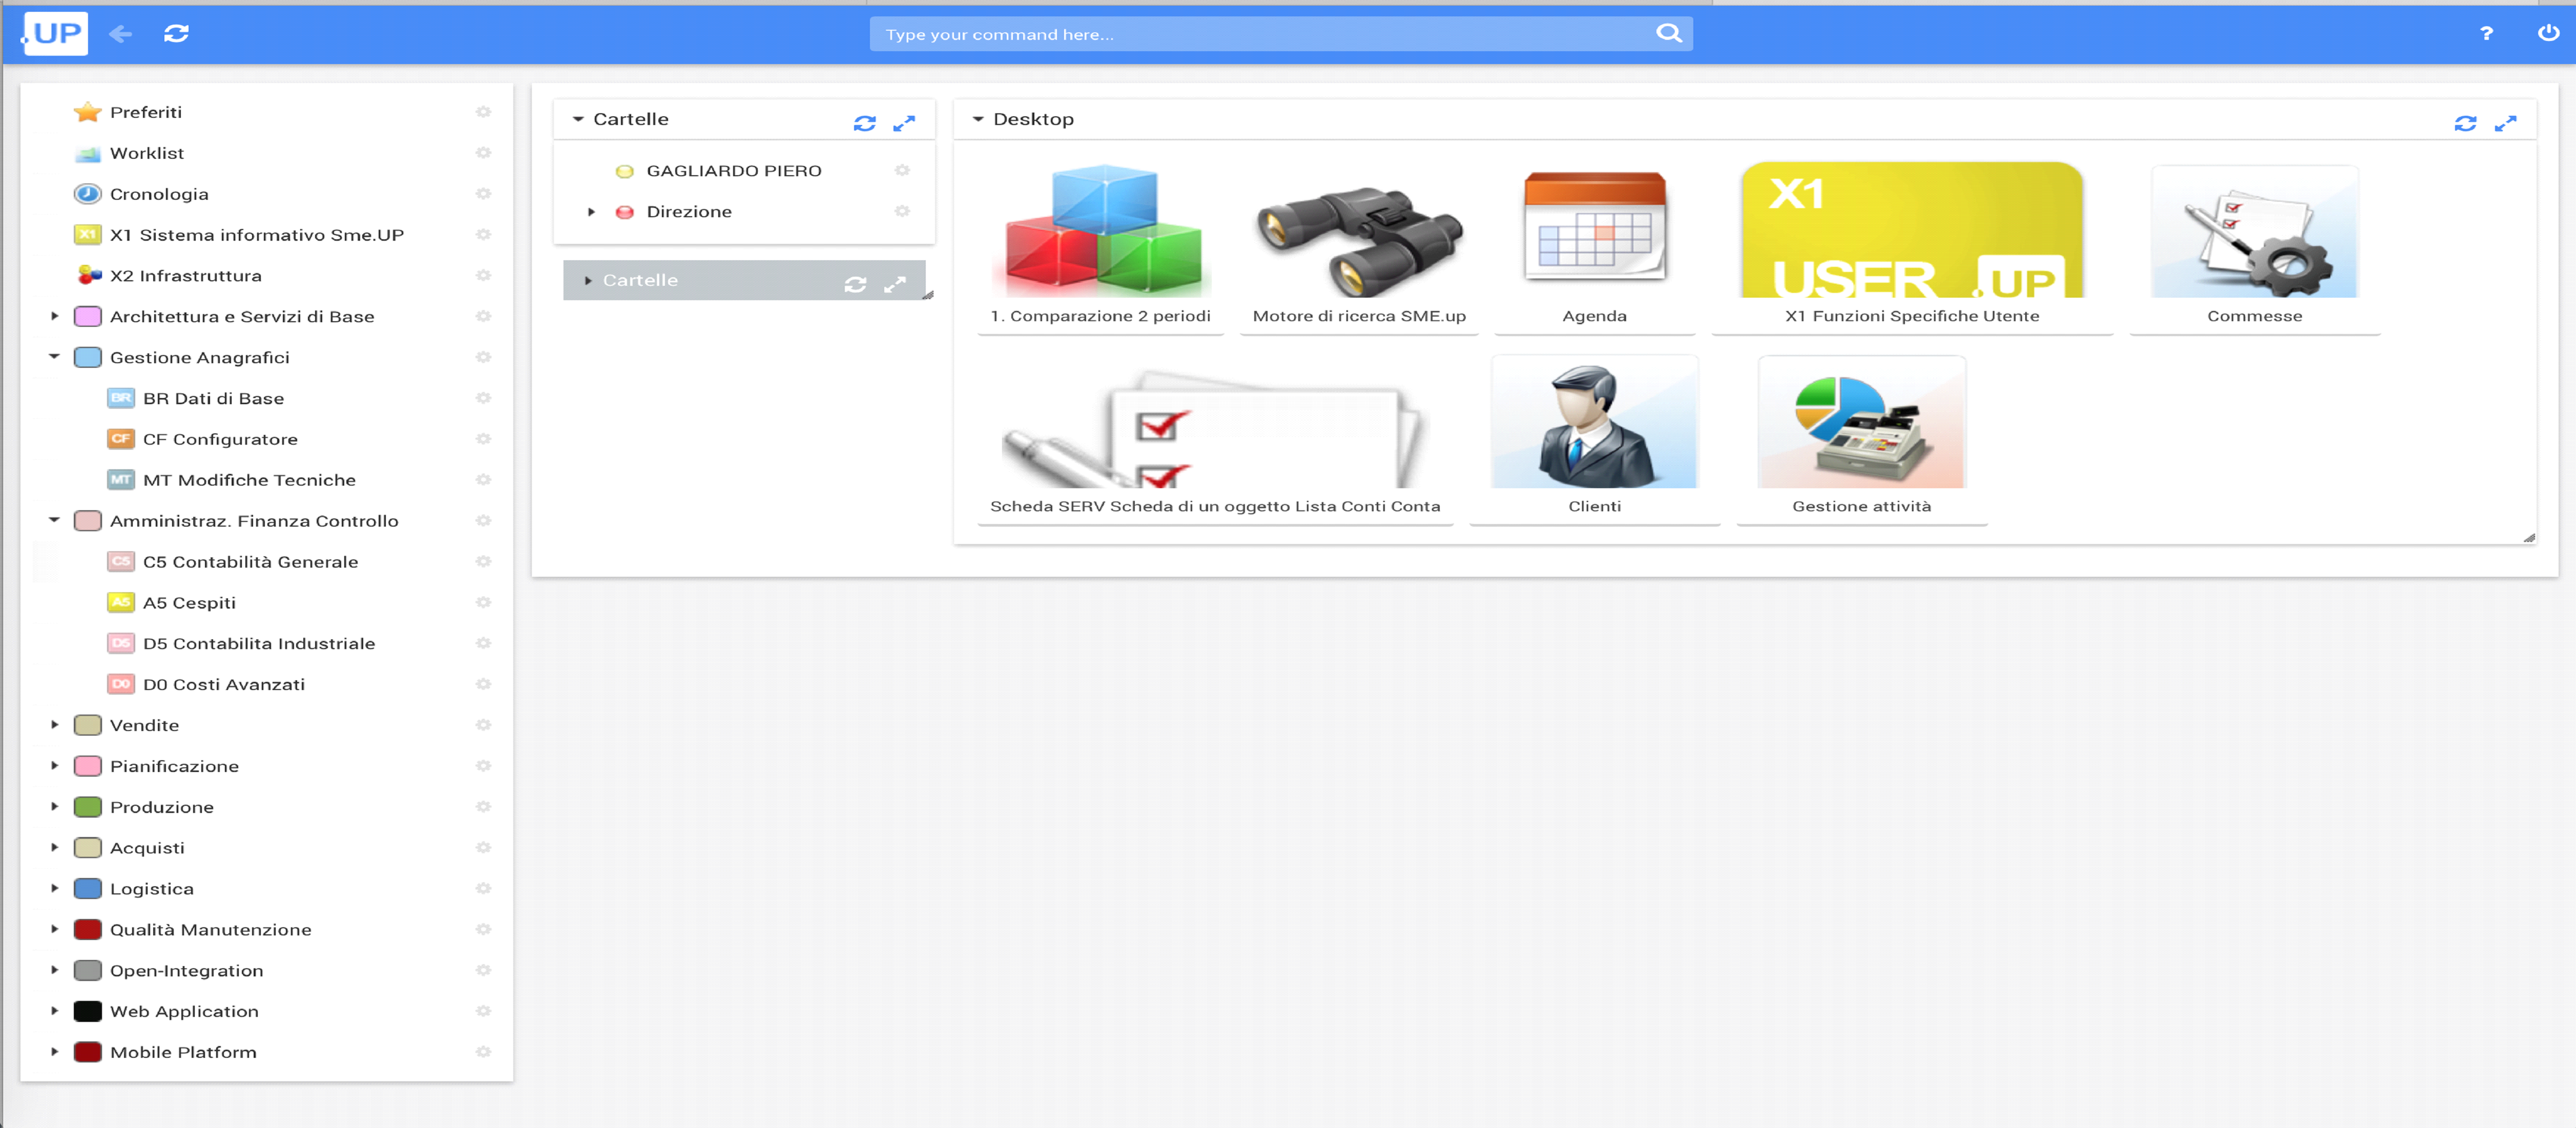 .UP
Type your command here...
?
Preferiti
Worklist
Cronologia
X1 X1 Sistema informativo Sme.UP
X2 Infrastruttura
Architettura e Servizi di Base
Gestione Anagrafici
BR BR Dati di Base
CF CF Configuratore
MT MT Modifiche Tecniche
Amministraz. Finanza Controllo
C5 C5 Contabilità Generale
A5 A5 Cespiti
D5 D5 Contabilita Industriale
D0 D0 Costi Avanzati
Vendite
Pianificazione
Produzione
Acquisti
Logistica
Qualità Manutenzione
Open-Integration
Web Application
Mobile Platform
Cartelle
GAGLIARDO PIERO
Direzione
Cartelle
Desktop
X1
USER .UP
1. Comparazione 2 periodi
Motore di ricerca SME.up
Agenda
X1 Funzioni Specifiche Utente
Commesse
Scheda SERV Scheda di un oggetto Lista Conti Conta
Clienti
Gestione attività